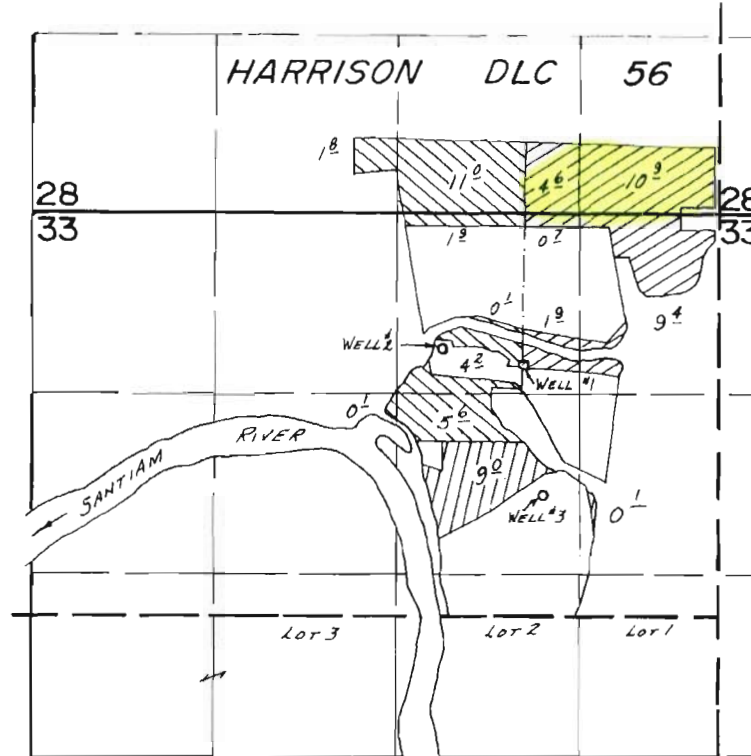 HARRISON DLC 56
1 8
11 0
4 6
10 9
28
28
33
33
1 9
0 7
0 1
1 9
9 4
WELL #2
4 2
WELL #1
0 1
5 6
SANTIAM RIVER
9 0
WELL #3
0 1
LOT 3
LOT 2
LOT 1